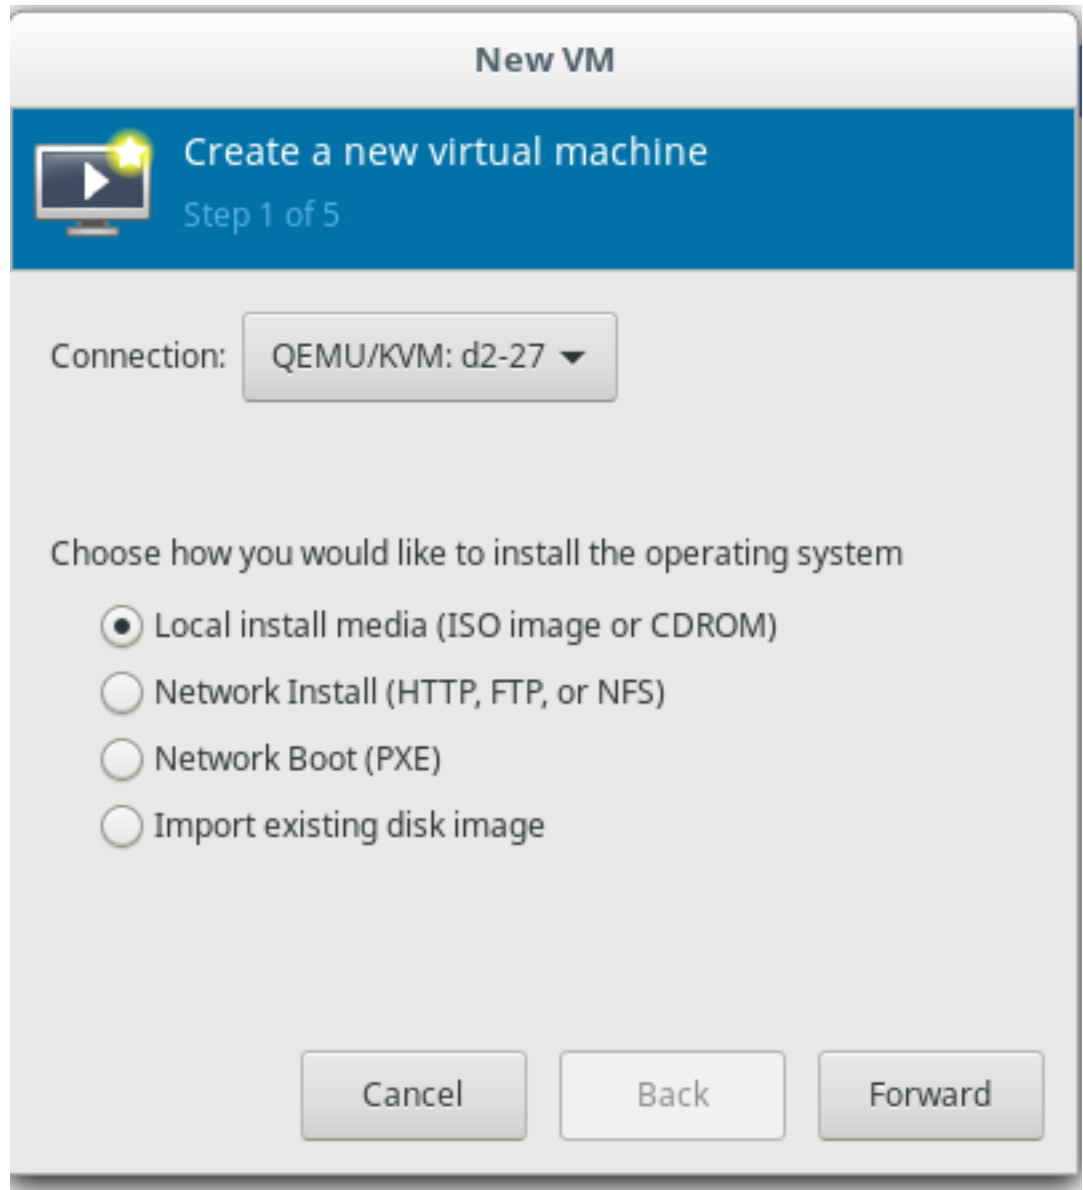 New VM
Create a new virtual machine
Step 1 of 5
Connection: QEMU/KVM: d2-27
Choose how you would like to install the operating system
Local install media (ISO image or CDROM)
Network Install (HTTP, FTP, or NFS)
Network Boot (PXE)
Import existing disk image
Cancel Back Forward